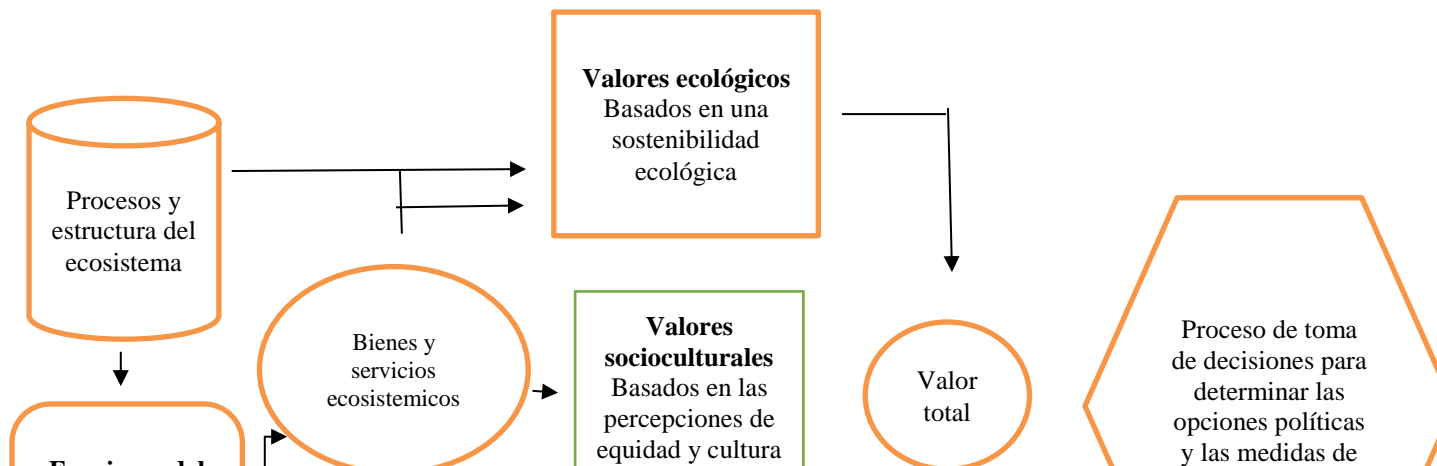 Valores ecológicos
Basados en una
sostenibilidad
ecológica
Procesos y
estructura del
ecosistema
Bienes y
servicios
ecosistemicos
Valores
socioculturales
Basados en las
percepciones de
equidad y cultura
Valor
total
Proceso de toma
de decisiones para
determinar las
opciones políticas
y las medidas de